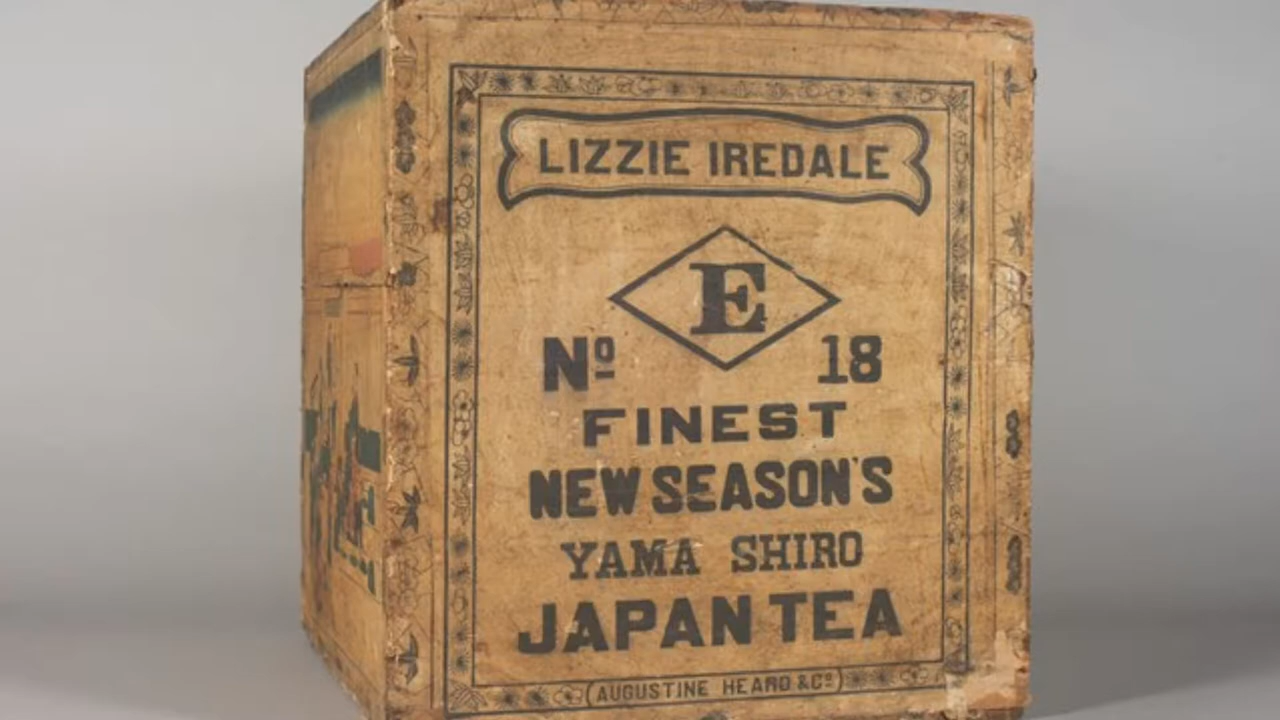 LIZZIE IREDALE
E
Nº 18
FINEST
NEW SEASON'S
YAMA SHIRO
JAPAN TEA
(AUGUSTINE HEARD & Cº)